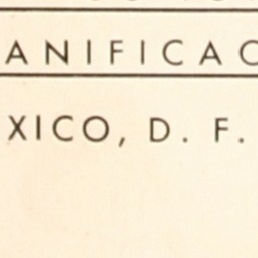 ANIFICAC
XICO, D. F.